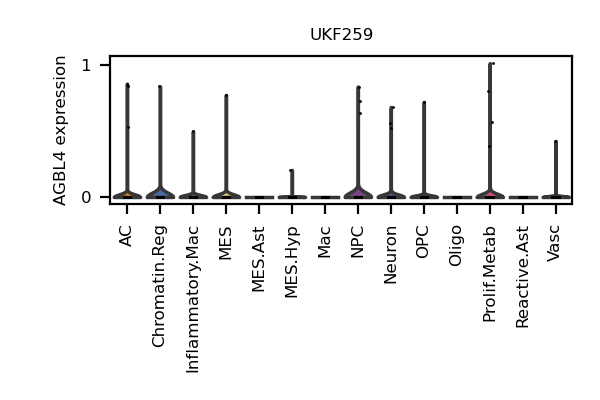 UKF259
AGBL4 expression
1
0
AC
Chromatin.Reg
Inflammatory.Mac
MES
MES.Ast
MES.Hyp
Mac
NPC
Neuron
OPC
Oligo
Prolif.Metab
Reactive.Ast
Vasc